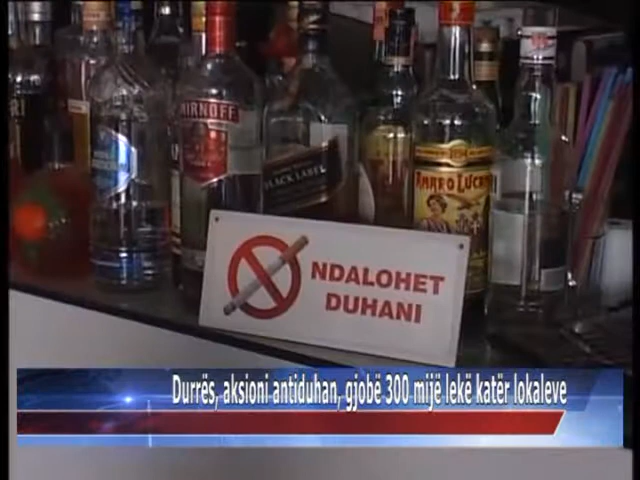 SMIRNOFF
BLACK LABEL
AMARO LUCANO
NDALOHET
DUHANI
Durrës, aksioni antiduhan, gjobë 300 mijë lekë katër lokaleve